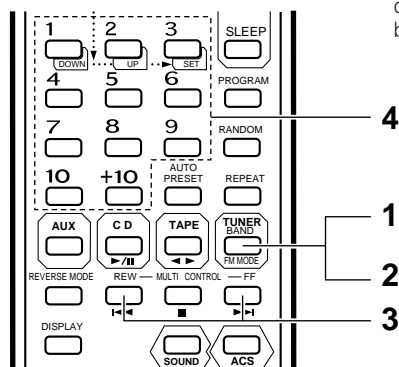 c
b
1 2 3 SLEEP
DOWN UP SET
4 5 6 PROGRAM
4
7 8 9 RANDOM
10 +10 AUTO PRESET REPEAT
AUX CD TAPE TUNER BAND
FM MODE
1
2
REVERSE MODE REW MULTI CONTROL FF
3
DISPLAY
SOUND ACS